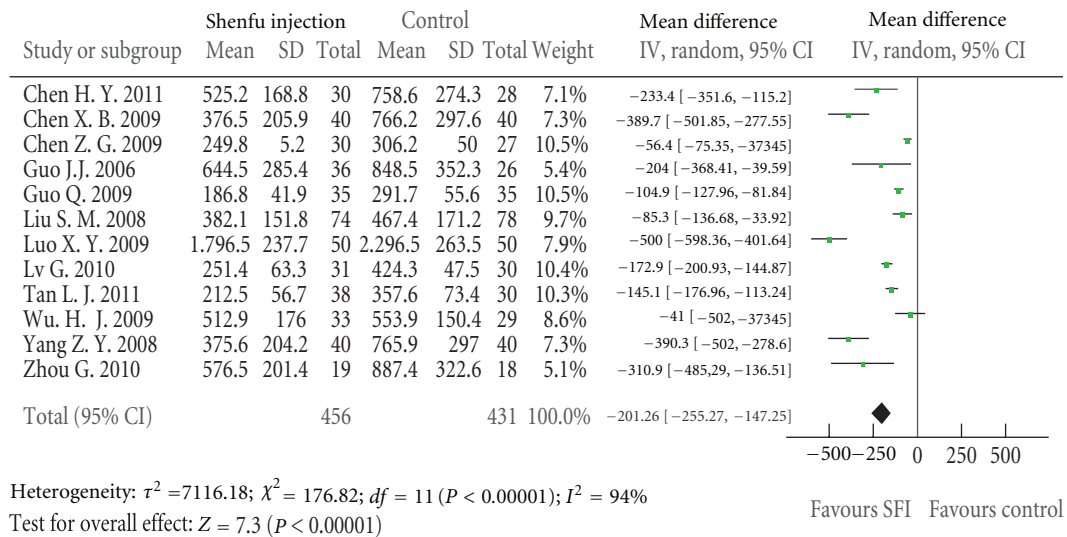 Shenfu injection Control Mean difference Mean difference
Study or subgroup Mean SD Total Mean SD Total Weight IV, random, 95% CI IV, random, 95% CI
Chen H. Y. 2011 525.2 168.8 30 758.6 274.3 28 7.1% −233.4 [−351.6, −115.2]
Chen X. B. 2009 376.5 205.9 40 766.2 297.6 40 7.3% −389.7 [−501.85, −277.55]
Chen Z. G. 2009 249.8 5.2 30 306.2 50 27 10.5% −56.4 [−75.35, −37345]
Guo J.J. 2006 644.5 285.4 36 848.5 352.3 26 5.4% −204 [−368.41, −39.59]
Guo Q. 2009 186.8 41.9 35 291.7 55.6 35 10.5% −104.9 [−127.96, −81.84]
Liu S. M. 2008 382.1 151.8 74 467.4 171.2 78 9.7% −85.3 [−136.68, −33.92]
Luo X. Y. 2009 1.796.5 237.7 50 2.296.5 263.5 50 7.9% −500 [−598.36, −401.64]
Lv G. 2010 251.4 63.3 31 424.3 47.5 30 10.4% −172.9 [−200.93, −144.87]
Tan L. J. 2011 212.5 56.7 38 357.6 73.4 30 10.3% −145.1 [−176.96, −113.24]
Wu. H. J. 2009 512.9 176 33 553.9 150.4 29 8.6% −41 [−502, −37345]
Yang Z. Y. 2008 375.6 204.2 40 765.9 297 40 7.3% −390.3 [−502, −278.6]
Zhou G. 2010 576.5 201.4 19 887.4 322.6 18 5.1% −310.9 [−485,29, −136.51]
Total (95% CI) 456 431 100.0% −201.26 [−255.27, −147.25]
−500 −250 0 250 500
Heterogeneity: τ² =7116.18; χ² = 176.82; df = 11 (P < 0.00001); I² = 94%
Test for overall effect: Z = 7.3 (P < 0.00001)
Favours SFI Favours control